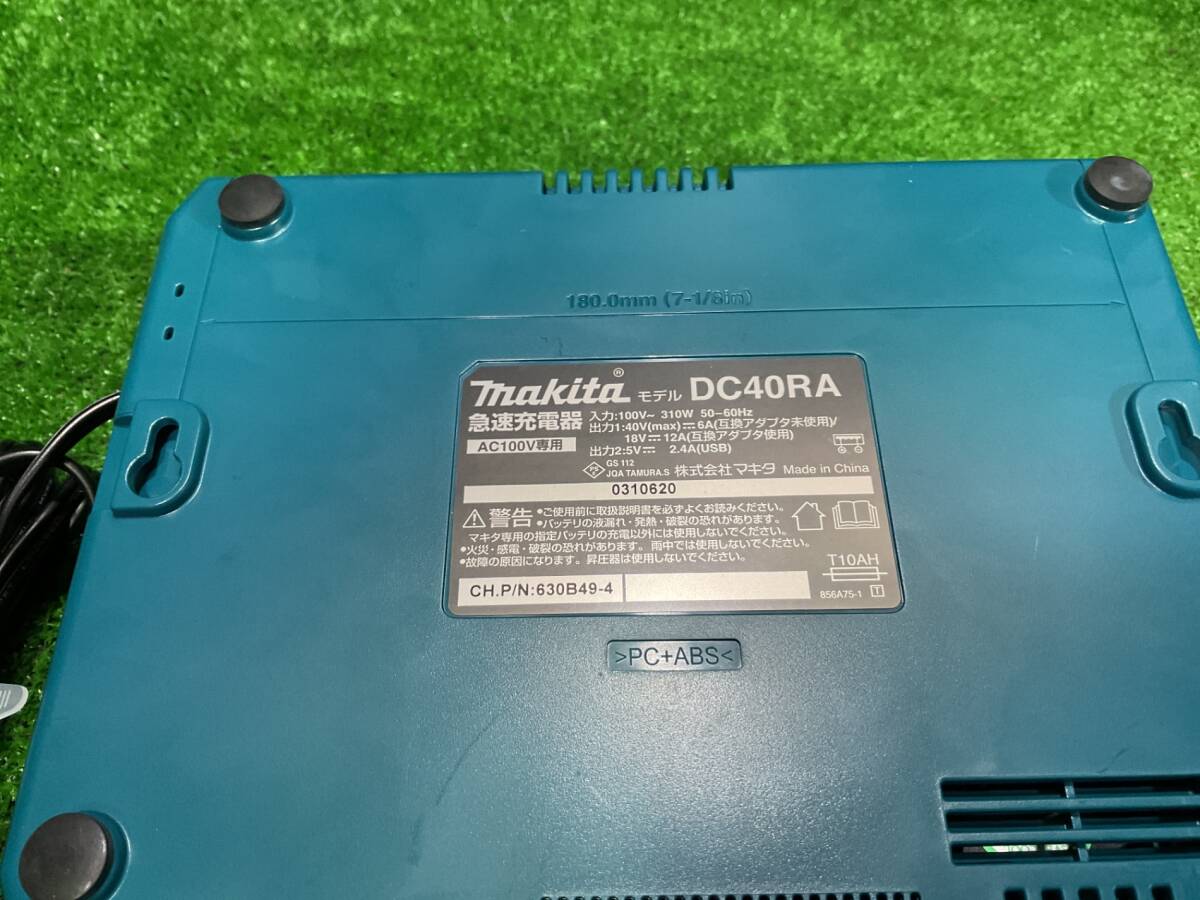 180.0mm (7-1/8in)
makita® モデル DC40RA
急速充電器
AC100V専用
入力:100V~ 310W 50-60Hz
出力1:40V(max)⎓6A(互換アダプタ未使用)/
18V⎓12A(互換アダプタ使用)
出力2:5V⎓ 2.4A(USB)
PS E
GS 112
JQA TAMURA.S 株式会社マキタ Made in China
0310620
警告 •ご使用前に取扱説明書を必ずよくお読みください。
•バッテリの液漏れ・発熱・破裂の恐れがあります。
マキタ専用の指定バッテリの充電以外には使用しないでください。
•火災・感電・破裂の恐れがあります。雨中では使用しないでください。
•故障の原因になります。昇圧器は使用しないでください。
T10AH
CH.P/N:630B49-4
856A75-1 T
>PC+ABS<